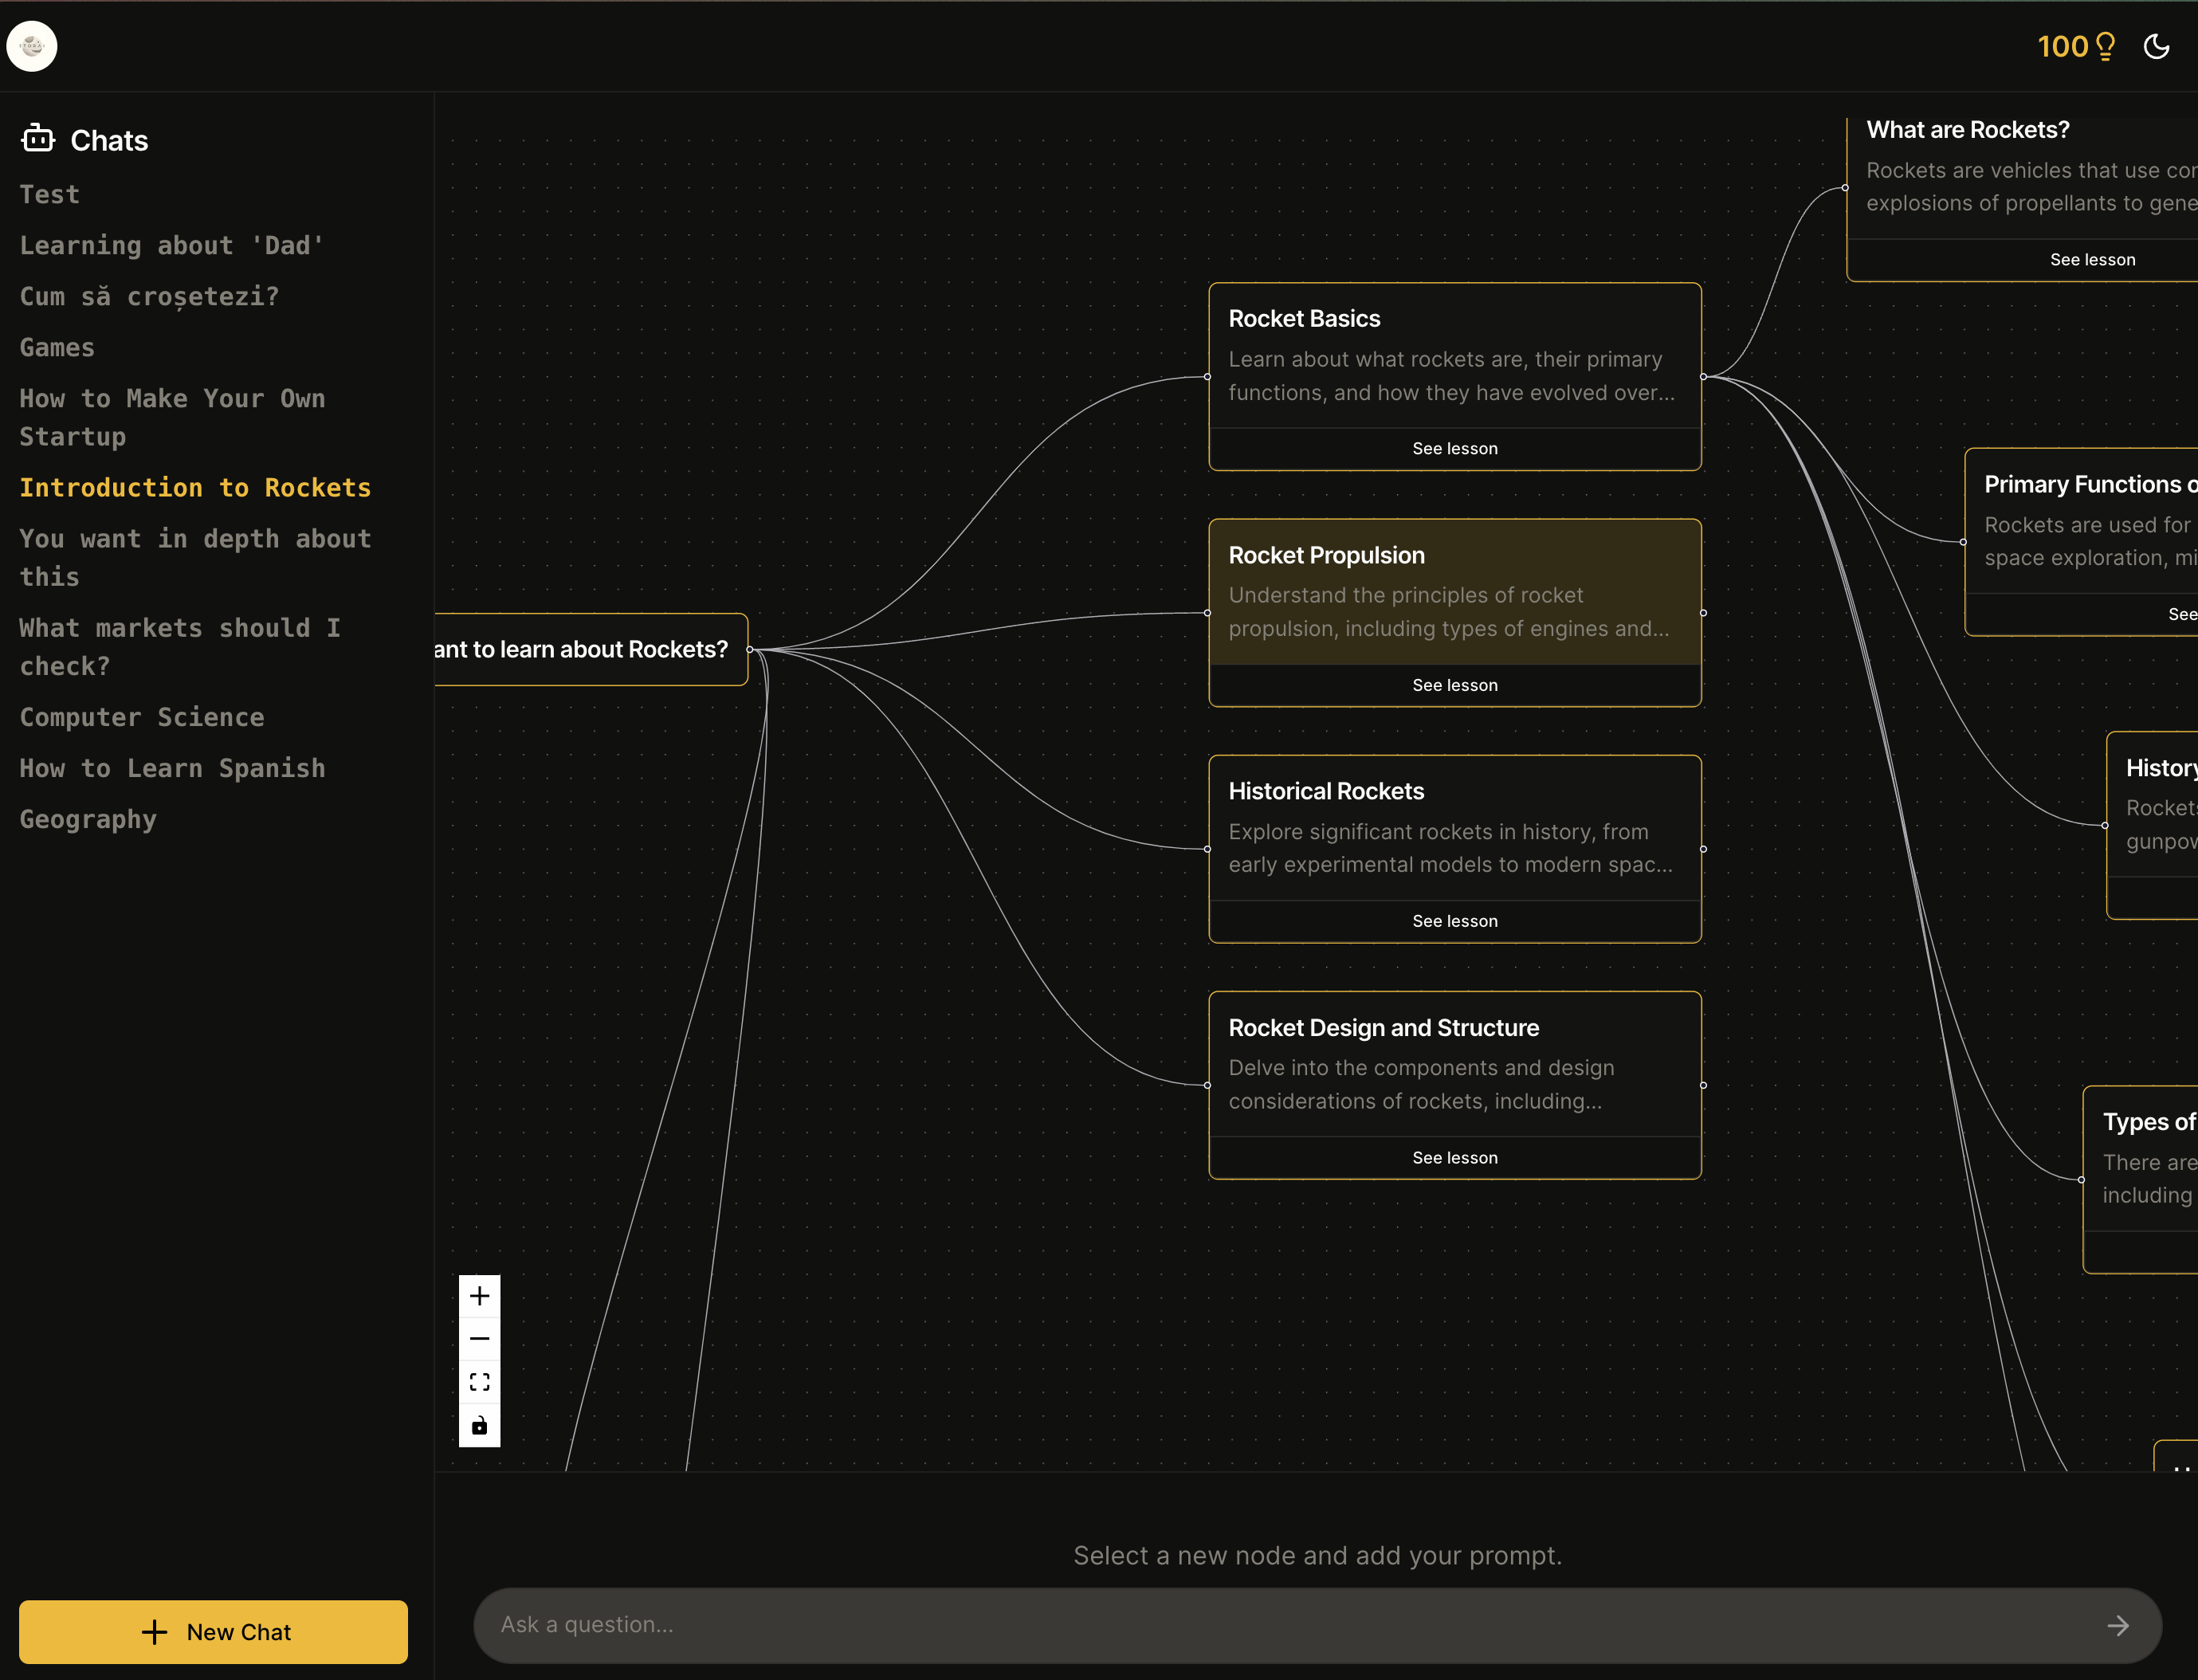 100
Chats
Test
Learning about 'Dad'
Cum să croșetezi?
Games
How to Make Your Own
Startup
Introduction to Rockets
You want in depth about
this
What markets should I
check?
Computer Science
How to Learn Spanish
Geography
New Chat
ant to learn about Rockets?
Rocket Basics
Learn about what rockets are, their primary
functions, and how they have evolved over...
See lesson
Rocket Propulsion
Understand the principles of rocket
propulsion, including types of engines and...
See lesson
Historical Rockets
Explore significant rockets in history, from
early experimental models to modern spac...
See lesson
Rocket Design and Structure
Delve into the components and design
considerations of rockets, including...
See lesson
What are Rockets?
Rockets are vehicles that use
explosions of propellants to
See lesson
Primary Functions
Rockets are used for
space exploration,
See
History
Rockets
Types of
There are
including
Select a new node and add your prompt.
Ask a question...